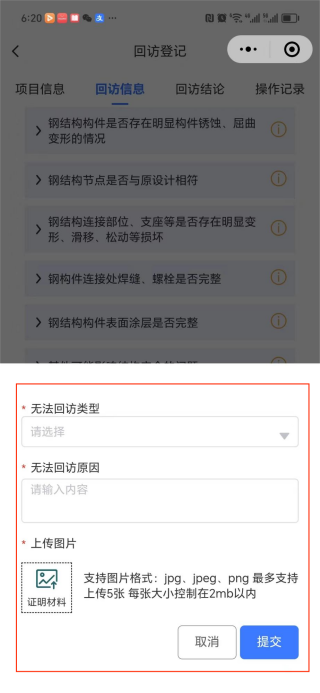 6:20
回访登记
项目信息 回访信息 回访结论 操作记录
钢结构构件是否存在明显构件锈蚀、屈曲
变形的情况
钢结构节点是否与原设计相符
钢结构连接部位、支座等是否存在明显变
形、滑移、松动等损坏
钢构件连接处焊缝、螺栓是否完整
钢结构构件表面涂层是否完整
* 无法回访类型
请选择
* 无法回访原因
请输入内容
* 上传图片
证明材料
支持图片格式：jpg、jpeg、png 最多支持
上传5张 每张大小控制在2mb以内
取消 提交